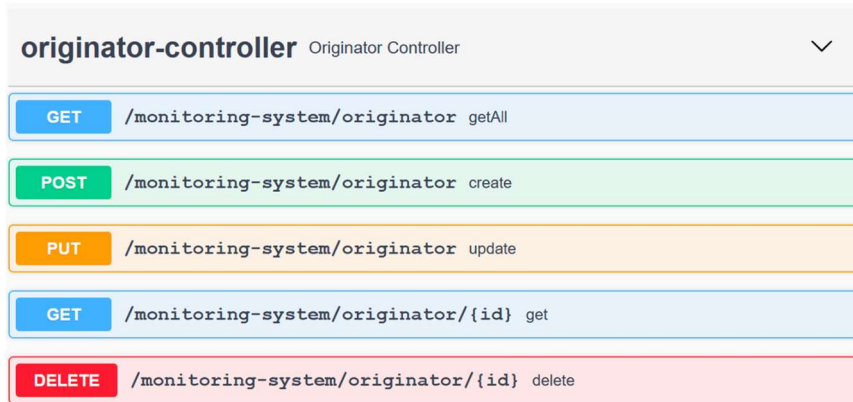 originator-controller Originator Controller
GET /monitoring-system/originator getAll
POST /monitoring-system/originator create
PUT /monitoring-system/originator update
GET /monitoring-system/originator/{id} get
DELETE /monitoring-system/originator/{id} delete